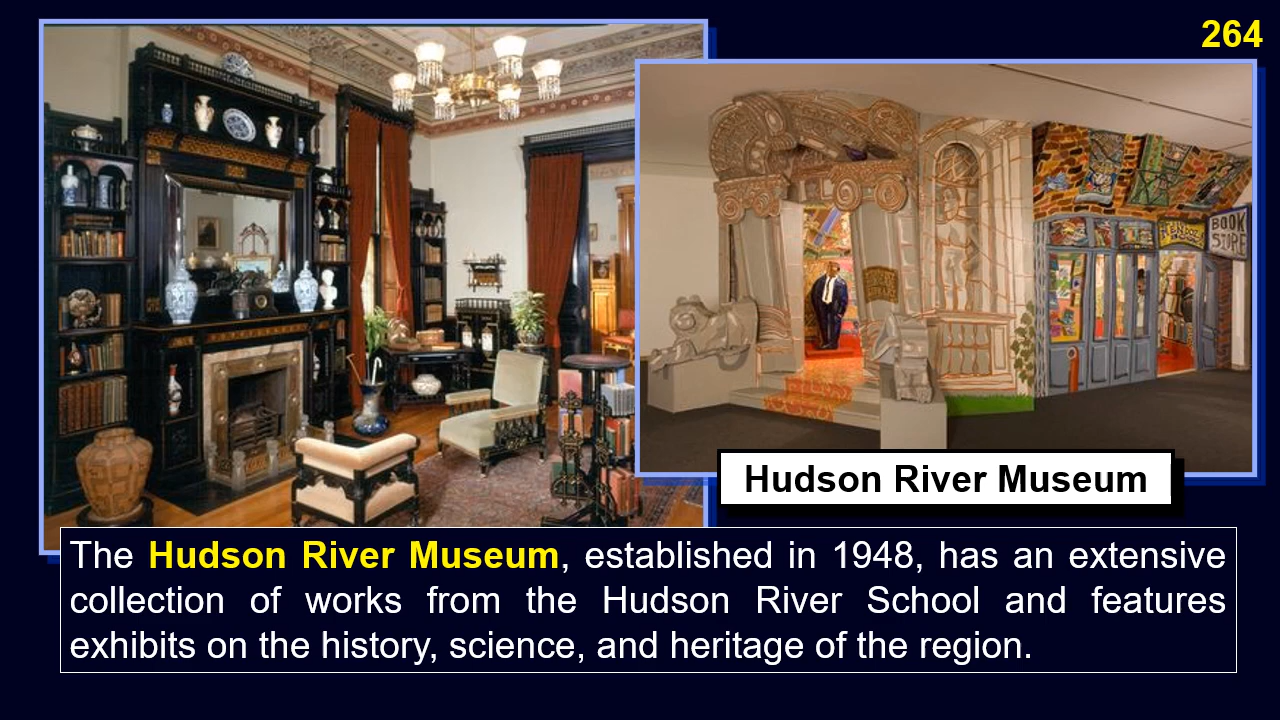 264
BOOK
STORE
Hudson River Museum
The Hudson River Museum, established in 1948, has an extensive
collection of works from the Hudson River School and features
exhibits on the history, science, and heritage of the region.